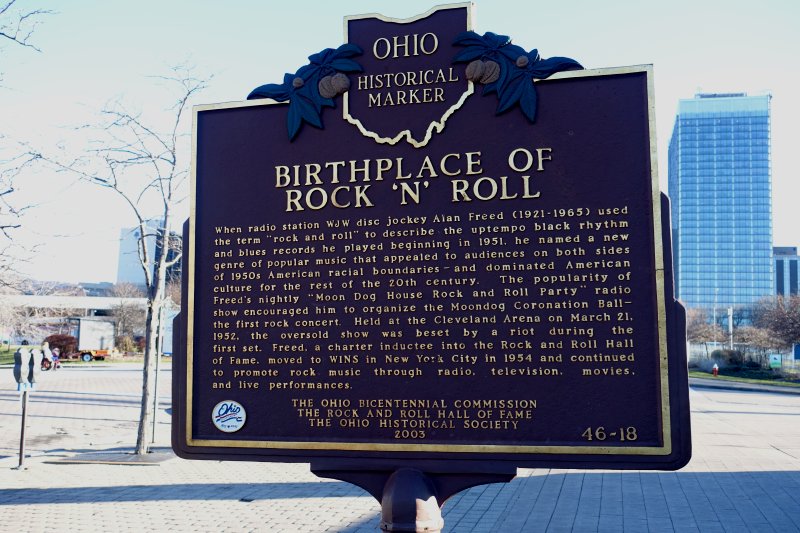 OHIO
HISTORICAL
MARKER
BIRTHPLACE OF
ROCK 'N' ROLL
When radio station WJW disc jockey Alan Freed (1921-1965) used
the term "rock and roll" to describe the uptempo black rhythm
and blues records he played beginning in 1951, he named a new
genre of popular music that appealed to audiences on both sides
of 1950s American racial boundaries – and dominated American
culture for the rest of the 20th century. The popularity of
Freed's nightly "Moon Dog House Rock and Roll Party" radio
show encouraged him to organize the Moondog Coronation Ball–
the first rock concert. Held at the Cleveland Arena on March 21,
1952, the oversold show was beset by a riot during the
first set. Freed, a charter inductee into the Rock and Roll Hall
of Fame, moved to WINS in New York City in 1954 and continued
to promote rock music through radio, television, movies,
and live performances.
THE OHIO BICENTENNIAL COMMISSION
THE ROCK AND ROLL HALL OF FAME
THE OHIO HISTORICAL SOCIETY
2003
46-18
Ohio